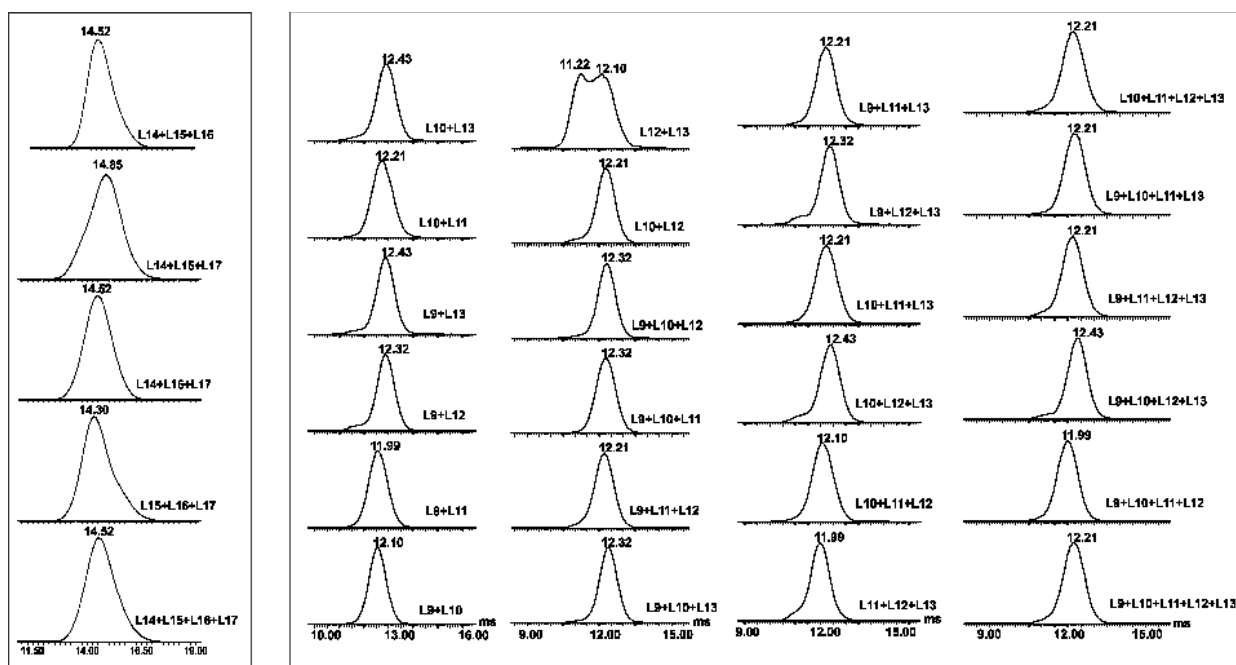 14.52
L14+L15+L16
14.85
L14+L15+L17
14.52
L14+L16+L17
14.30
L15+L16+L17
14.52
L14+L15+L16+L17
11.50 14.00 16.50 19.00
12.43
L10+L13
12.21
L10+L11
12.43
L9+L13
12.32
L9+L12
11.99
L9+L11
12.10
L9+L10
10.00 13.00 16.00
ms
11.22 12.10
L12+L13
12.21
L10+L12
12.32
L9+L10+L12
12.32
L9+L10+L11
12.21
L9+L11+L12
12.32
L9+L10+L13
9.00 12.00 15.00
ms
12.21
L9+L11+L13
12.32
L9+L12+L13
12.21
L10+L11+L13
12.43
L10+L12+L13
12.10
L10+L11+L12
11.99
L11+L12+L13
9.00 12.00 15.00
ms
12.21
L10+L11+L12+L13
12.21
L9+L10+L11+L13
12.21
L9+L11+L12+L13
12.43
L9+L10+L12+L13
11.99
L9+L10+L11+L12
12.21
L9+L10+L11+L12+L13
9.00 12.00 15.00
ms